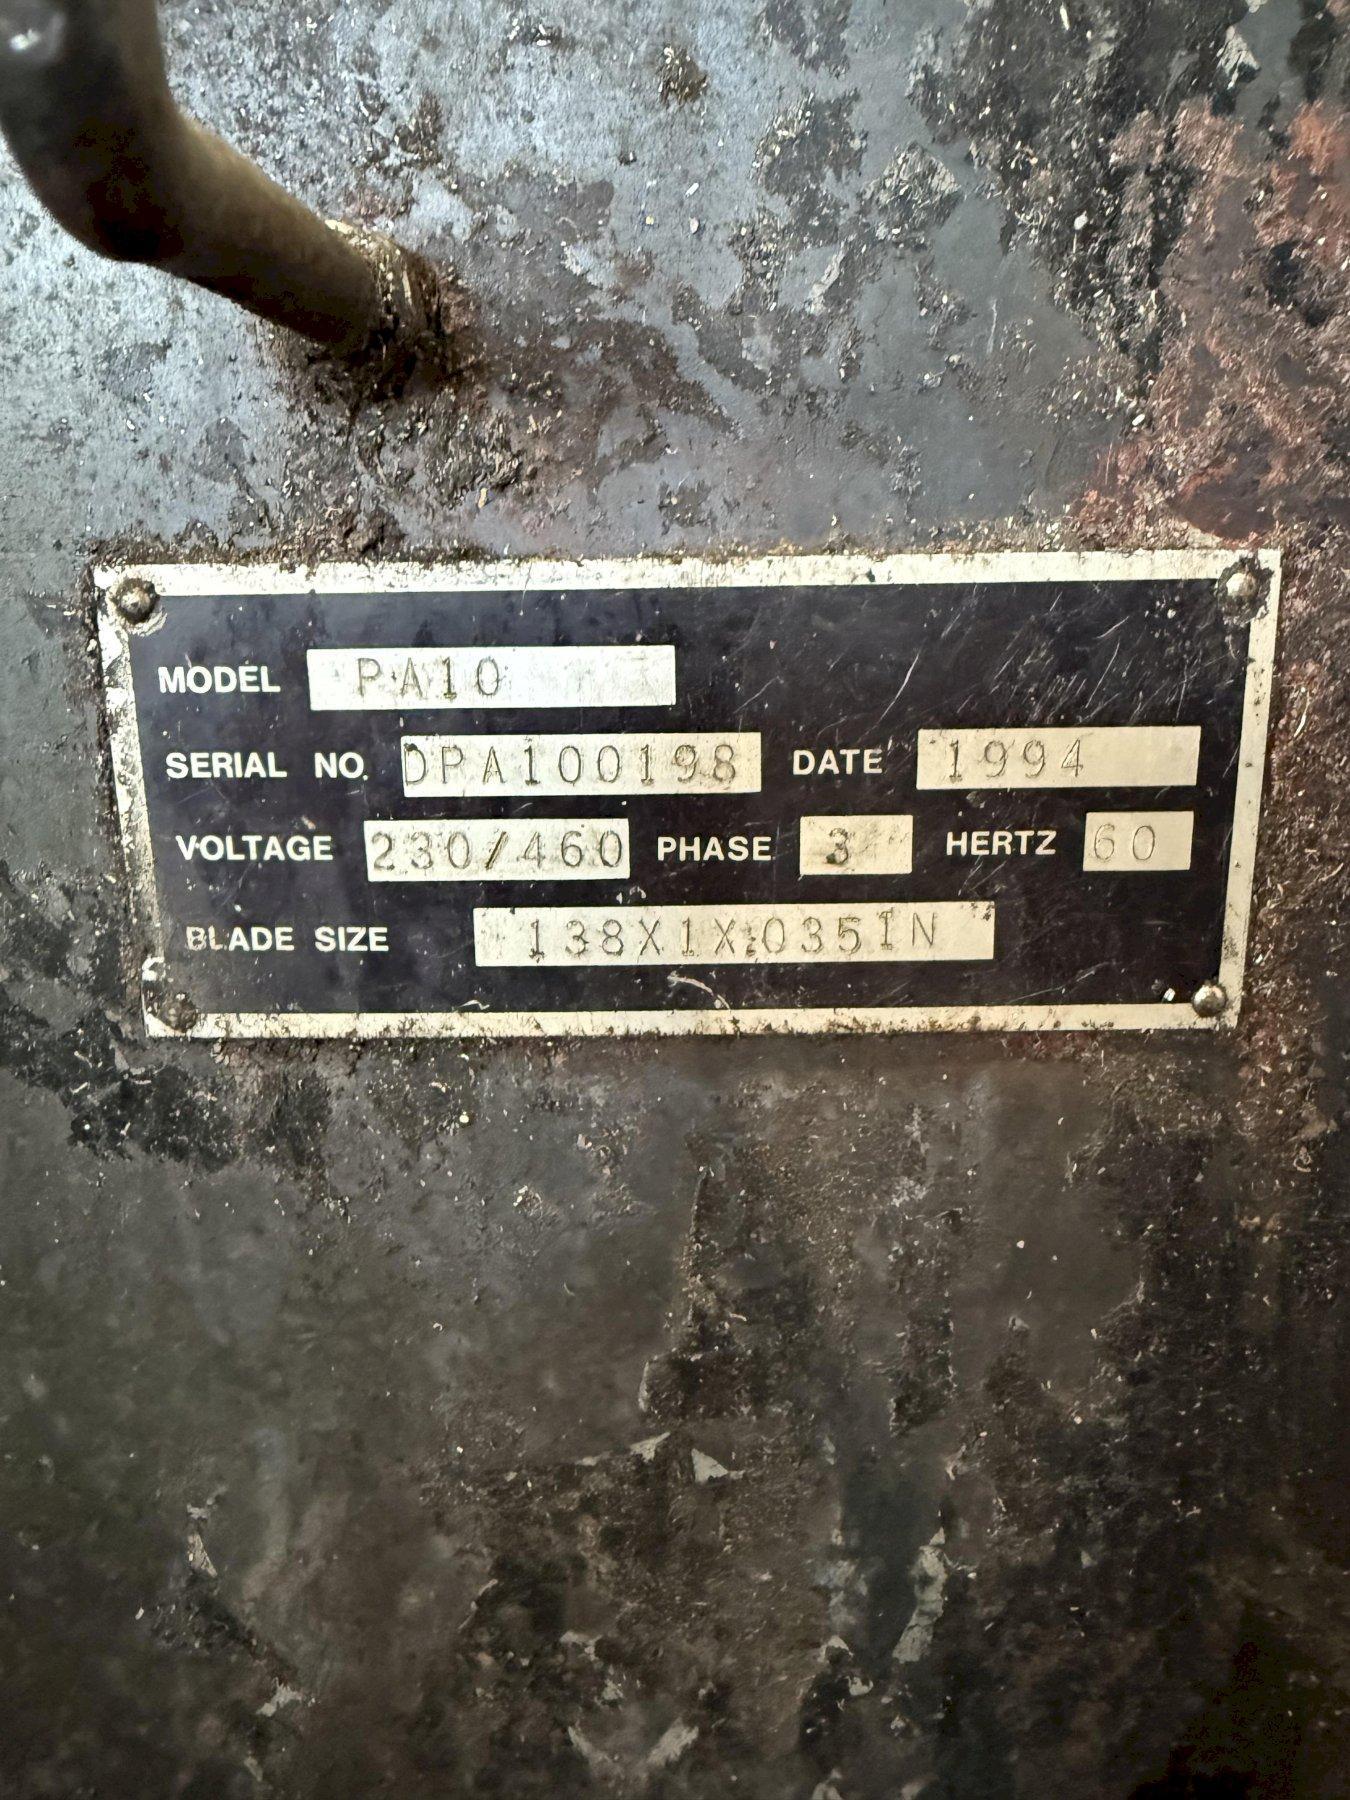 MODEL PA10
SERIAL NO. DPA100198 DATE 1994
VOLTAGE 230/460 PHASE 3 HERTZ 60
BLADE SIZE 138X1X.035IN